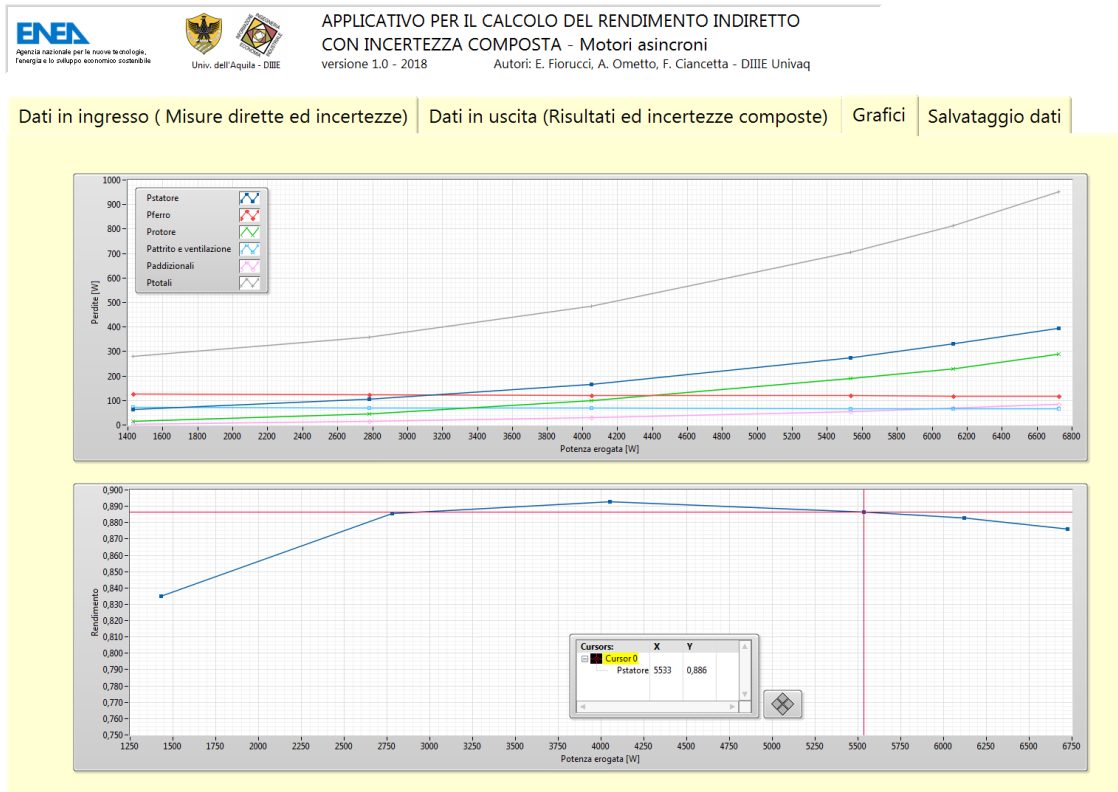 ENEA
Agenzia nazionale per le nuove tecnologie,
l'energia e lo sviluppo economico sostenibile
Univ. dell'Aquila - DIIIE
APPLICATIVO PER IL CALCOLO DEL RENDIMENTO INDIRETTO
CON INCERTEZZA COMPOSTA - Motori asincroni
versione 1.0 - 2018 Autori: E. Fiorucci, A. Ometto, F. Ciancetta - DIIIE Univaq
Dati in ingresso ( Misure dirette ed incertezze) Dati in uscita (Risultati ed incertezze composte) Grafici Salvataggio dati
Perdite [W]
1000
900
800
700
600
500
400
300
200
100
0
Pstatore
Pferro
Protore
Pattrito e ventilazione
Paddizionali
Ptotali
1400 1600 1800 2000 2200 2400 2600 2800 3000 3200 3400 3600 3800 4000 4200 4400 4600 4800 5000 5200 5400 5600 5800 6000 6200 6400 6600 6800
Potenza erogata [W]
Rendimento
0,900
0,890
0,880
0,870
0,860
0,850
0,840
0,830
0,820
0,810
0,800
0,790
0,780
0,770
0,760
0,750
Cursors: X Y
Cursor 0
Pstatore 5533 0,886
1250 1500 1750 2000 2250 2500 2750 3000 3250 3500 3750 4000 4250 4500 4750 5000 5250 5500 5750 6000 6250 6500 6750
Potenza erogata [W]